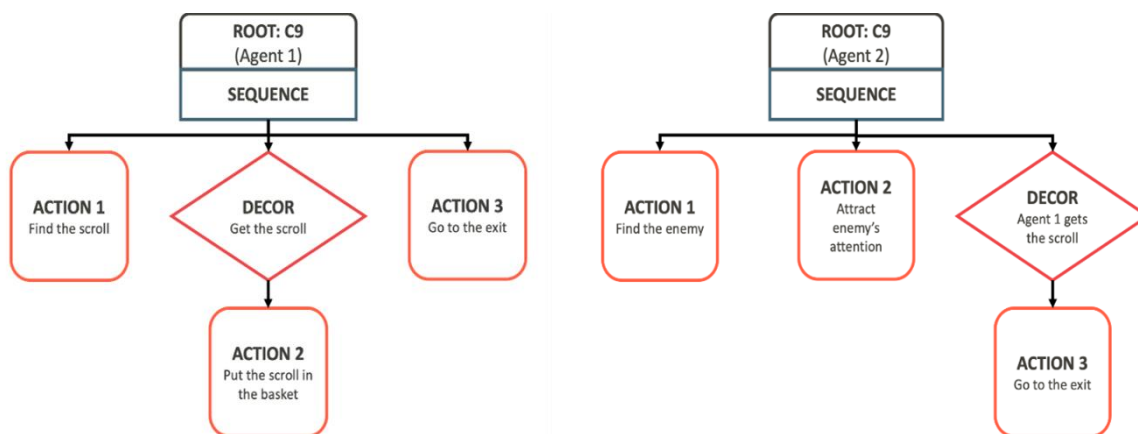 ROOT: C9
(Agent 1)
SEQUENCE
ACTION 1
Find the scroll
DECOR
Get the scroll
ACTION 3
Go to the exit
ACTION 2
Put the scroll in
the basket
ROOT: C9
(Agent 2)
SEQUENCE
ACTION 1
Find the enemy
ACTION 2
Attract
enemy's
attention
DECOR
Agent 1 gets
the scroll
ACTION 3
Go to the exit